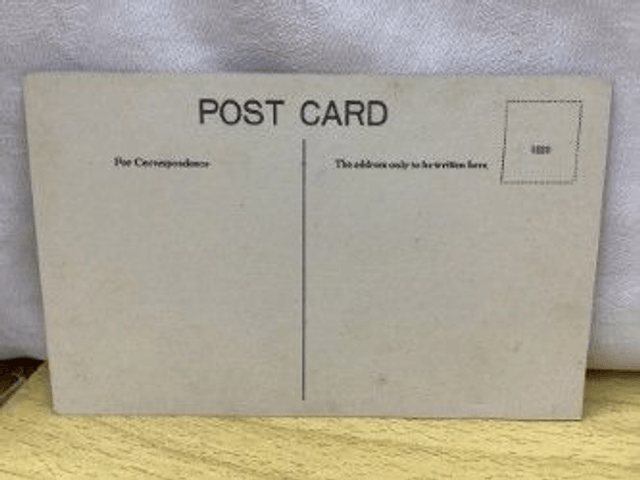 POST CARD
For Correspondence
The address only to be written here